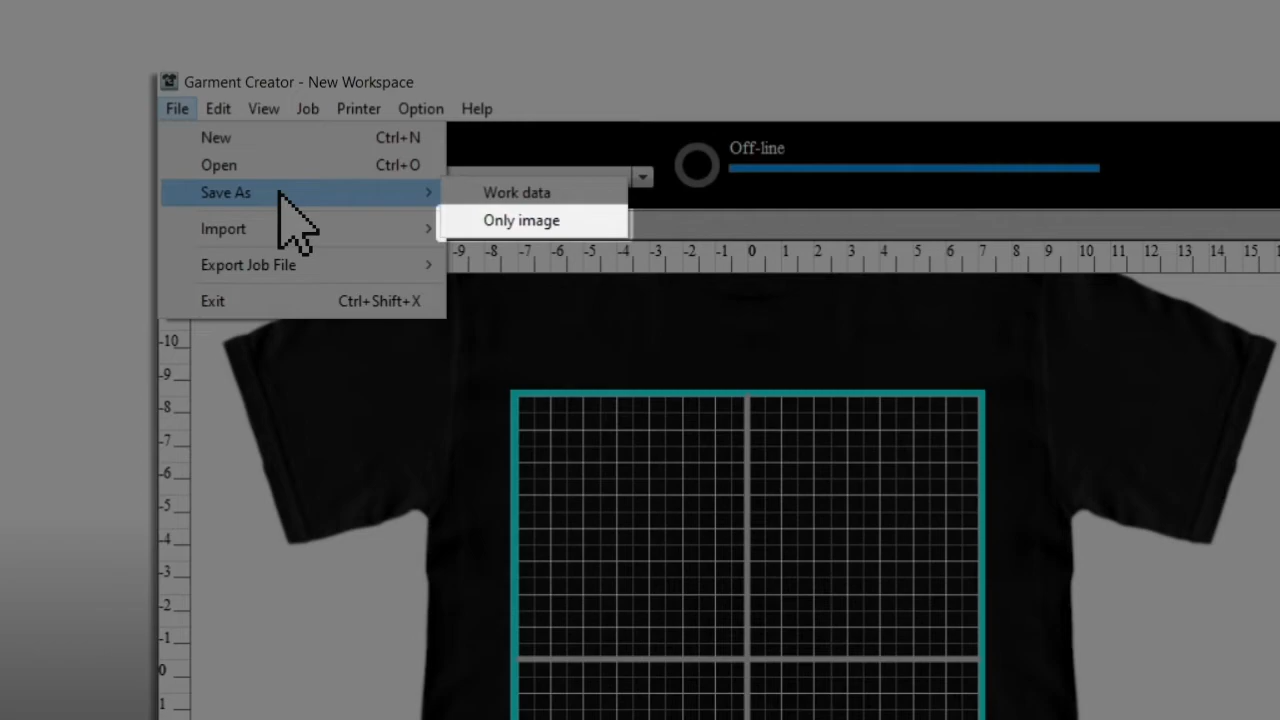 Garment Creator - New Workspace
File Edit View Job Printer Option Help
New Ctrl+N
Open Ctrl+O
Save As
Import
Export Job File
Exit Ctrl+Shift+X
Work data
Only image
Off-line
-9 -8 -7 -6 -5 -4 -3 -2 -1 0 1 2 3 4 5 6 7 8 9 10 11 12 13 14 15
-10
-9
-8
-7
-6
-5
-4
-3
-2
-1
0
1